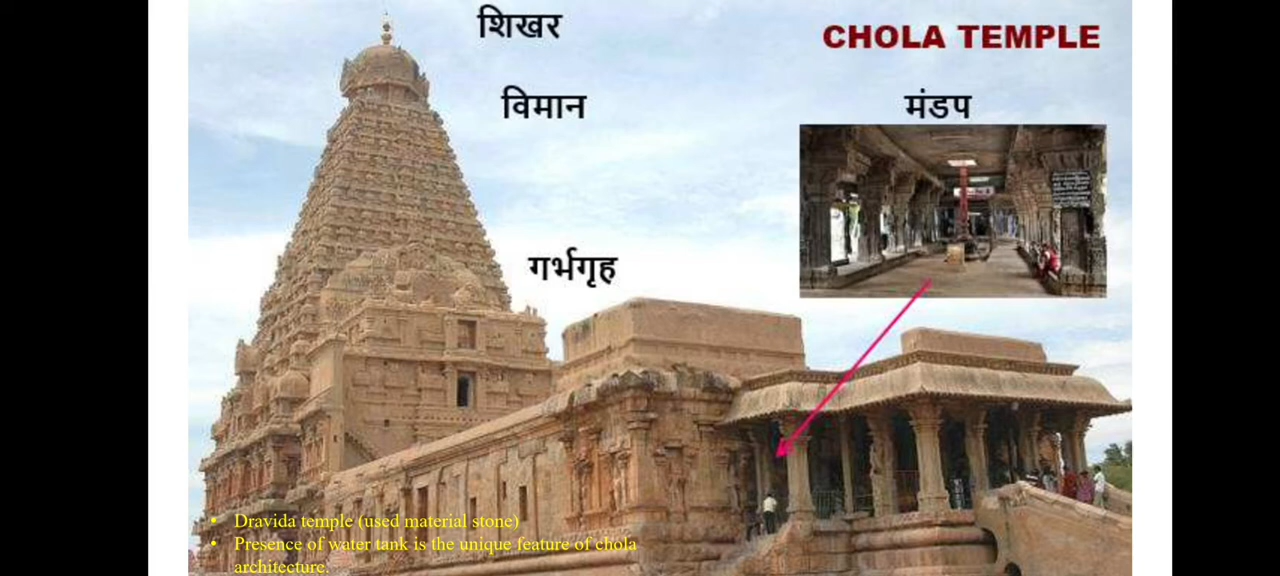 शिखर
CHOLA TEMPLE
विमान
मंडप
गर्भगृह
• Dravida temple (used material stone)
• Presence of water tank is the unique feature of chola
architecture.